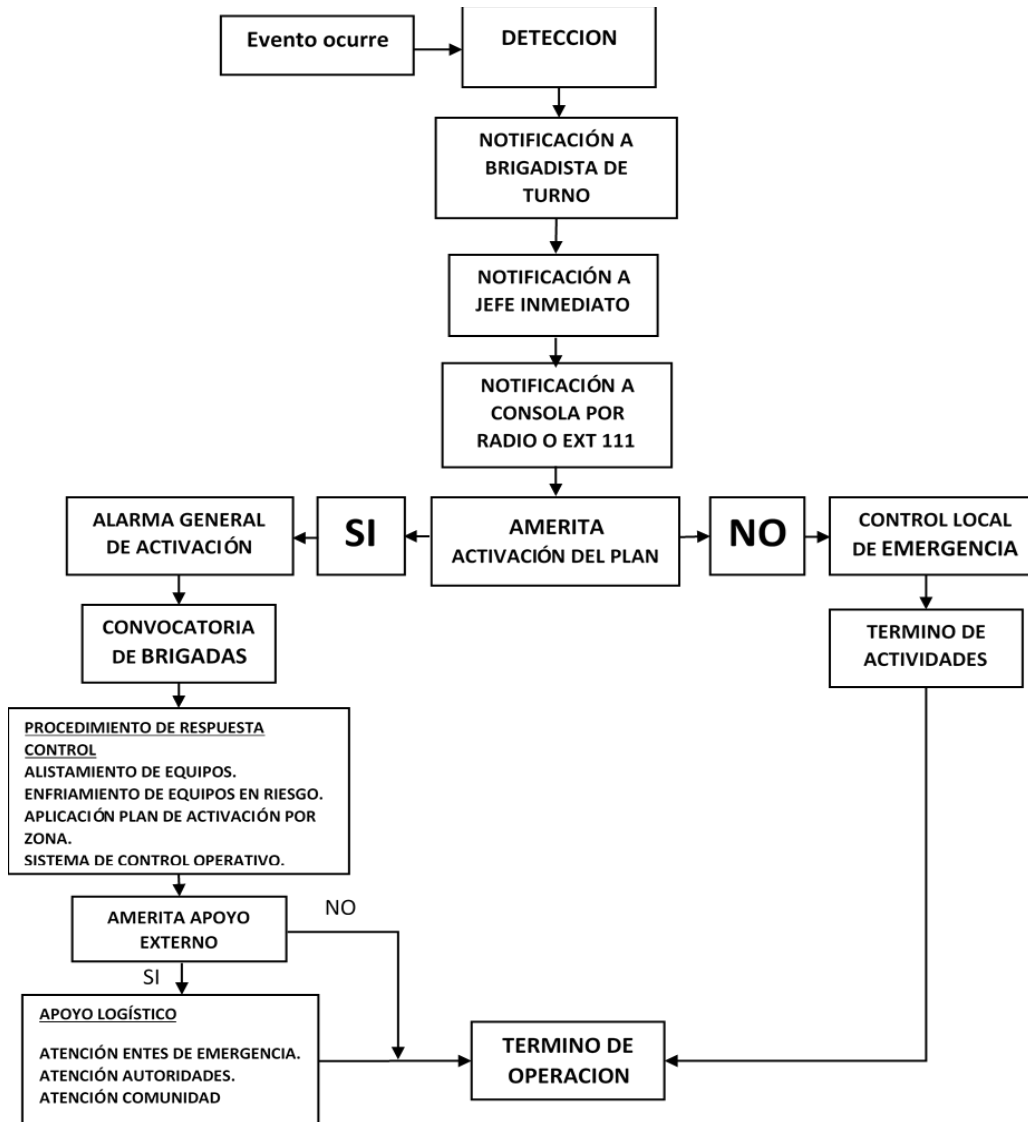 Evento ocurre
DETECCION
NOTIFICACIÓN A
BRIGADISTA DE
TURNO
NOTIFICACIÓN A
JEFE INMEDIATO
NOTIFICACIÓN A
CONSOLA POR
RADIO O EXT 111
AMERITA
ACTIVACIÓN DEL PLAN
SI
ALARMA GENERAL
DE ACTIVACIÓN
NO
CONTROL LOCAL
DE EMERGENCIA
CONVOCATORIA
DE BRIGADAS
TERMINO DE
ACTIVIDADES
PROCEDIMIENTO DE RESPUESTA
CONTROL
ALISTAMIENTO DE EQUIPOS.
ENFRIAMIENTO DE EQUIPOS EN RIESGO.
APLICACIÓN PLAN DE ACTIVACIÓN POR
ZONA.
SISTEMA DE CONTROL OPERATIVO.
AMERITA APOYO
EXTERNO
NO
SI
APOYO LOGÍSTICO
ATENCIÓN ENTES DE EMERGENCIA.
ATENCIÓN AUTORIDADES.
ATENCIÓN COMUNIDAD
TERMINO DE
OPERACION